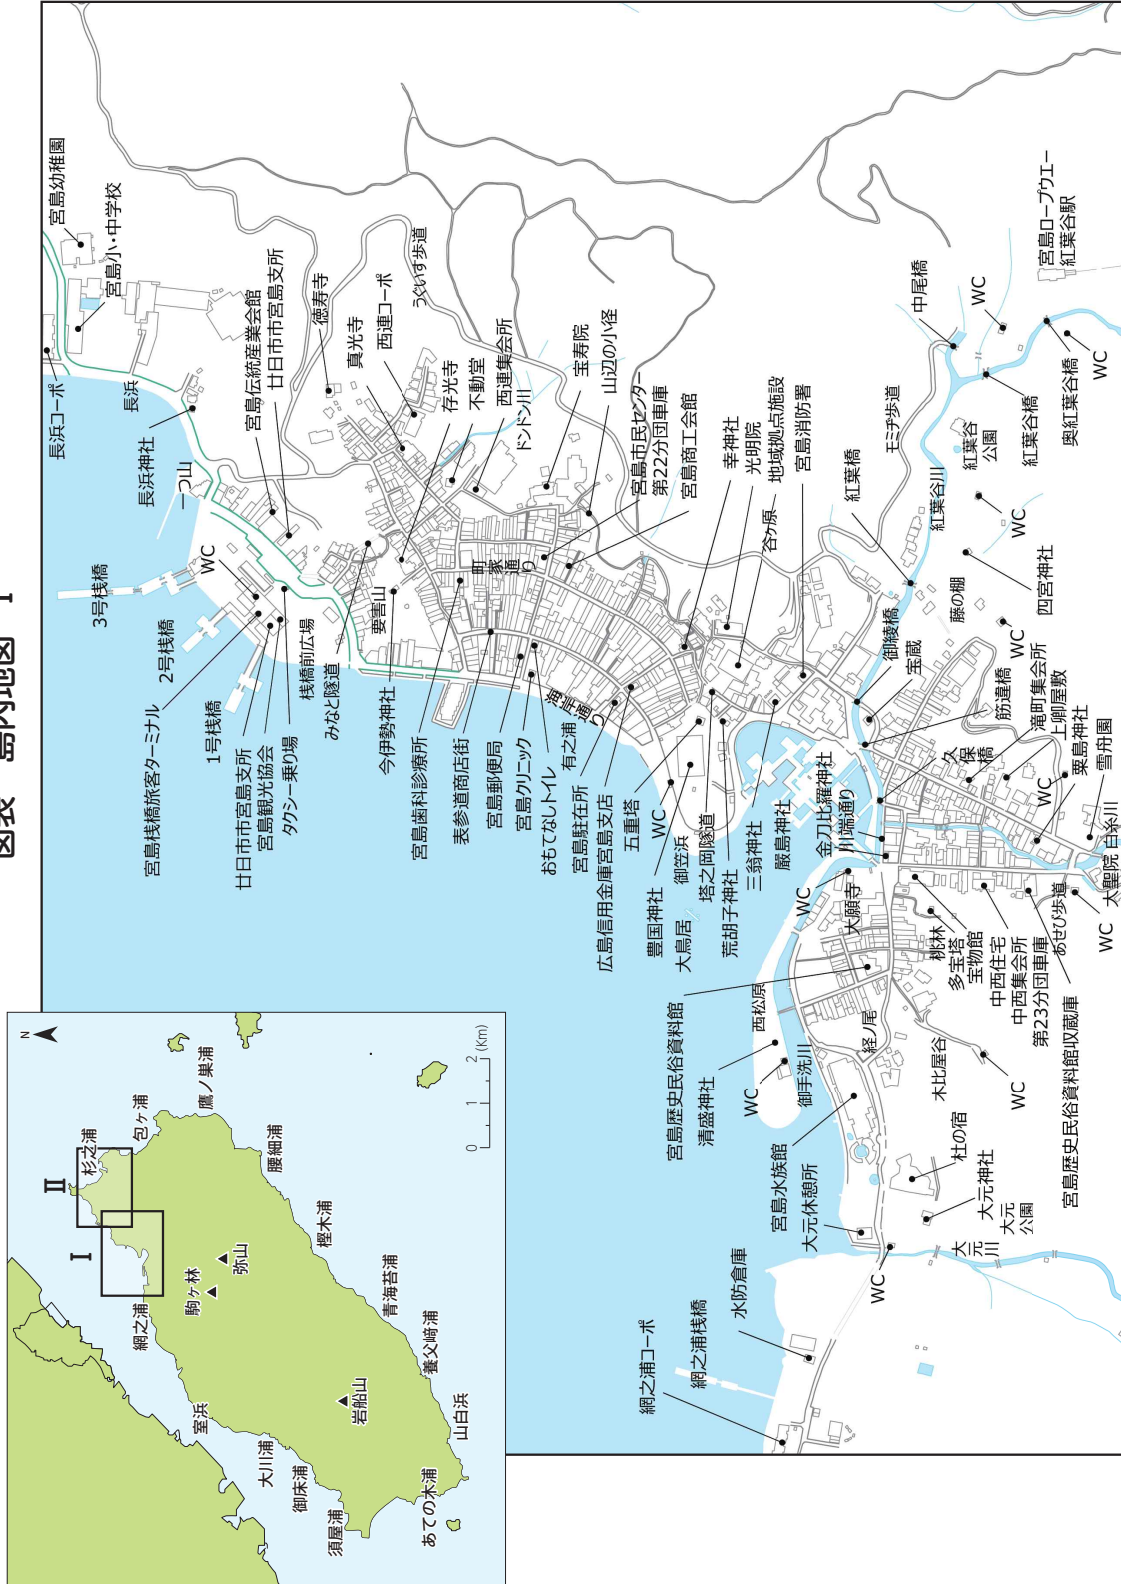 図表　島内地図　1
長浜コーポ
宮島幼稚園
宮島小・中学校
長浜
長浜神社
一つ山
宮島伝統産業会館
廿日市市宮島支所
徳寿寺
真光寺
西連コーポ
うぐいす歩道
存光寺
不動堂
西連集会所
ドンドン川
宝寿院
山辺の小径
宮島市民センター
第22分団車庫
宮島商工会館
幸神社
光明院
地域拠点施設
谷ヶ原
宮島消防署
紅葉橋
モミヂ歩道
中尾橋
WC
宮島ロープウエー
紅葉谷駅
奥紅葉谷橋
WC
紅葉谷橋
紅葉谷
公園
紅葉谷川
WC
四宮神社
藤の棚
WC
3号桟橋
WC
2号桟橋
宮島桟橋旅客ターミナル
1号桟橋
廿日市市宮島支所
宮島観光協会
タクシー乗り場
桟橋前広場
みなと隧道
要害山
今伊勢神社
宮島歯科診療所
表参道商店街
町家通り
宮島郵便局
宮島クリニック
おもてなしトイレ
有之浦
海岸通り
宮島駐在所
広島信用金庫宮島支店
五重塔
WC
豊国神社
御笠浜
大鳥居
塔之岡隧道
荒胡子神社
三翁神社
厳島神社
金刀比羅神社
川端通り
御綾橋
宝蔵
筋違橋
久保橋
滝町集会所
上卿屋敷
WC
粟島神社
雪舟園
白糸川
大聖院
WC
あせび歩道
WC
大願寺
桃林
多宝塔
宝物館
中西住宅
中西集会所
第23分団車庫
宮島歴史民俗資料館収蔵庫
宮島歴史民俗資料館
西松原
清盛神社
WC
御手洗川
経ノ尾
木比屋谷
WC
宮島水族館
大元休憩所
杜の宿
大元神社
大元
公園
大元川
WC
水防倉庫
網之浦桟橋
網之浦コーポ
N
0 1 2 (Km)
I
II
杉之浦
包ヶ浦
鷹ノ巣浦
腰細浦
樫木浦
青海苔浦
養父﨑浦
山白浜
あての木浦
須屋浦
御床浦
大川浦
室浜
網之浦
駒ヶ林
弥山
岩船山